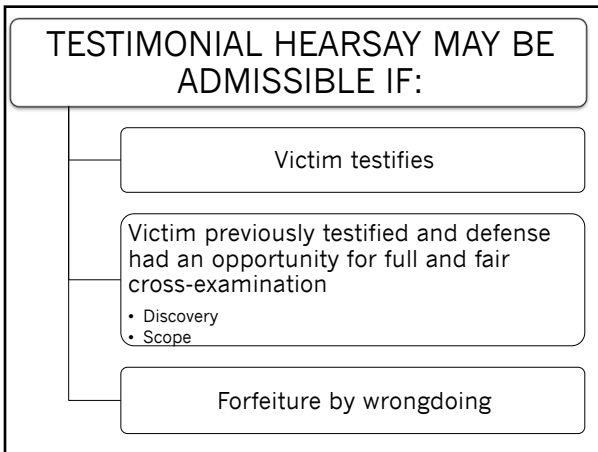 TESTIMONIAL HEARSAY MAY BE
ADMISSIBLE IF:
Victim testifies
Victim previously testified and defense
had an opportunity for full and fair
cross-examination
• Discovery
• Scope
Forfeiture by wrongdoing